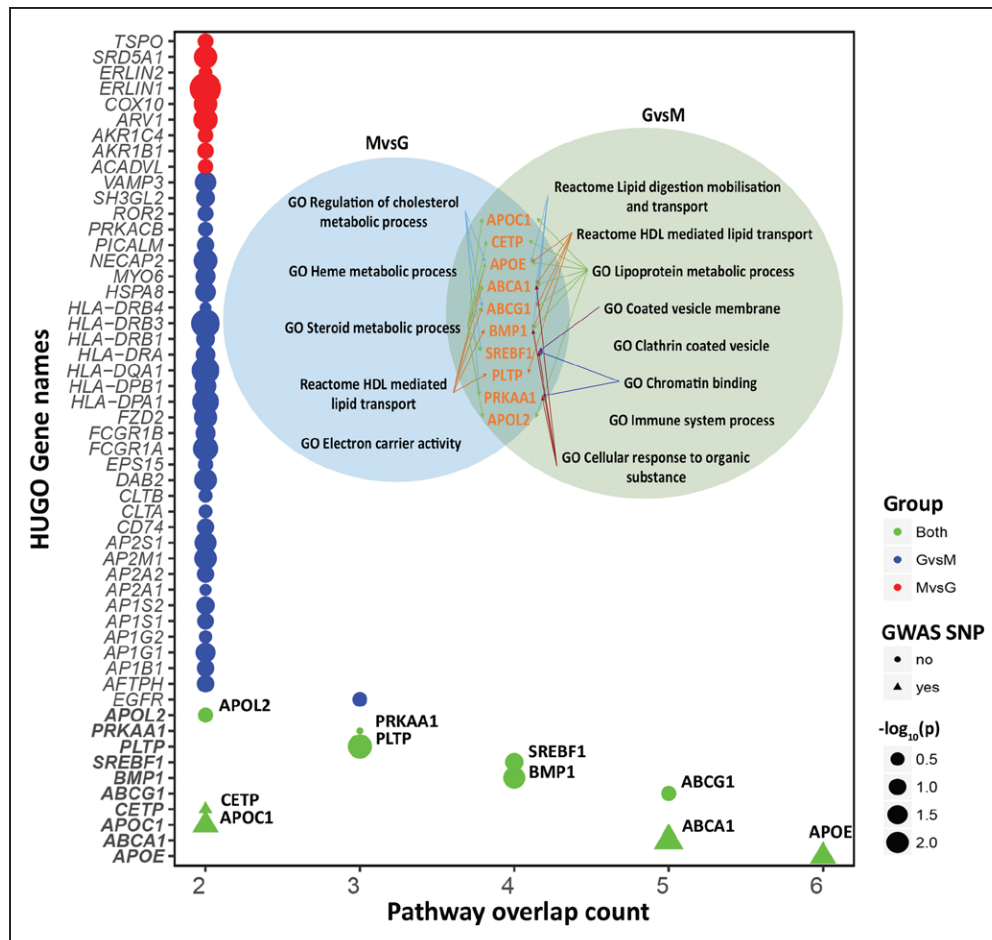 HUGO Gene names
TSPO
SRD5A1
ERLIN2
ERLIN1
COX10
ARV1
AKR1C4
AKR1B1
ACADVL
VAMP3
SH3GL2
ROR2
PRKACB
PICALM
NECAP2
MYO6
HSPA8
HLA-DRB4
HLA-DRB3
HLA-DRB1
HLA-DRA
HLA-DQA1
HLA-DPB1
HLA-DPA1
FZD2
FCGR1B
FCGR1A
EPS15
DAB2
CLTB
CLTA
CD74
AP2S1
AP2M1
AP2A2
AP2A1
AP1S2
AP1S1
AP1G2
AP1G1
AP1B1
AFTPH
EGFR
APOL2
PRKAA1
PLTP
SREBF1
BMP1
ABCG1
CETP
APOC1
ABCA1
APOE
MvsG
GO Regulation of cholesterol
metabolic process
GO Heme metabolic process
GO Steroid metabolic process
Reactome HDL mediated
lipid transport
GO Electron carrier activity
APOC1
CETP
APOE
ABCA1
ABCG1
BMP1
SREBF1
PLTP
PRKAA1
APOL2
GvsM
Reactome Lipid digestion mobilisation
and transport
Reactome HDL mediated lipid transport
GO Lipoprotein metabolic process
GO Coated vesicle membrane
GO Clathrin coated vesicle
GO Chromatin binding
GO Immune system process
GO Cellular response to organic
substance
APOL2
PRKAA1
PLTP
SREBF1
BMP1
ABCG1
CETP
APOC1
ABCA1
APOE
2
3
4
5
6
Pathway overlap count
Group
Both
GvsM
MvsG
GWAS SNP
no
yes
-log10(p)
0.5
1.0
1.5
2.0